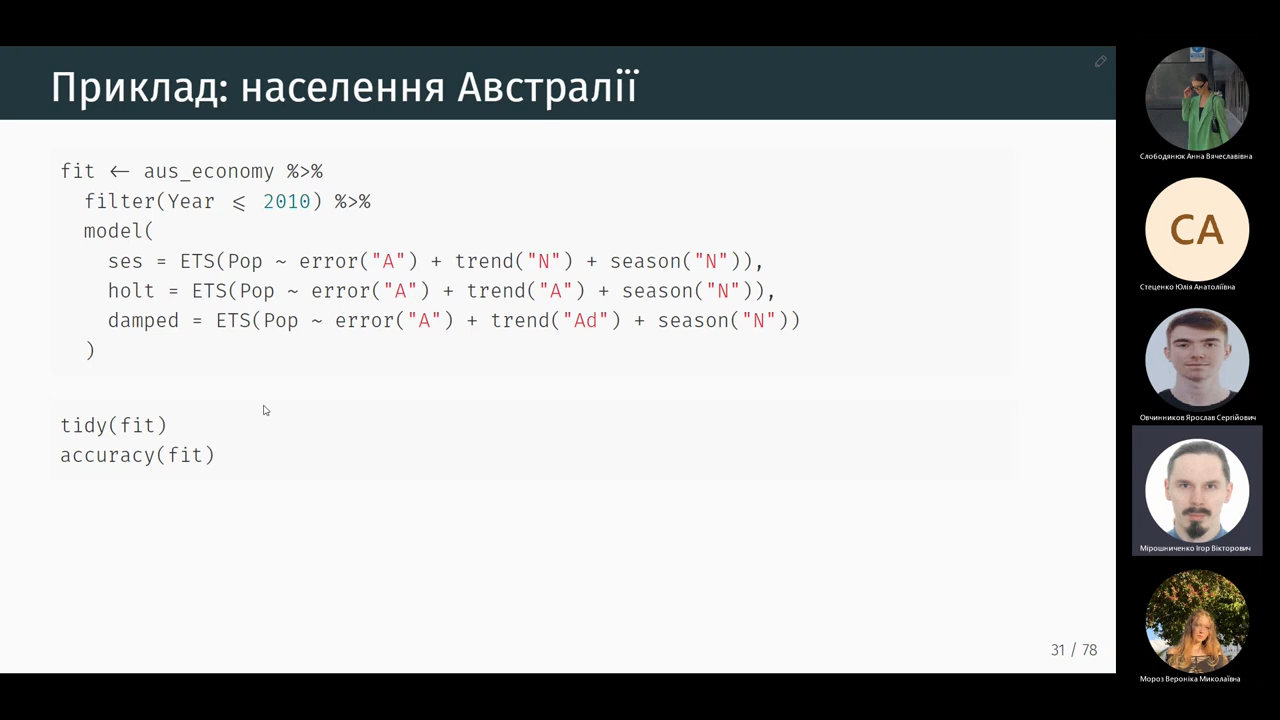 Приклад: населення Австралії
fit ← aus_economy %>%
filter(Year ⩽ 2010) %>%
model(
ses = ETS(Pop ~ error("A") + trend("N") + season("N")),
holt = ETS(Pop ~ error("A") + trend("A") + season("N")),
damped = ETS(Pop ~ error("A") + trend("Ad") + season("N"))
)
tidy(fit)
accuracy(fit)
31 / 78
Слободянюк Анна Вячеславівна
СА
Стеценко Юлія Анатоліївна
Овчинников Ярослав Сергійович
Мірошниченко Ігор Вікторович
Мороз Вероніка Миколаївна